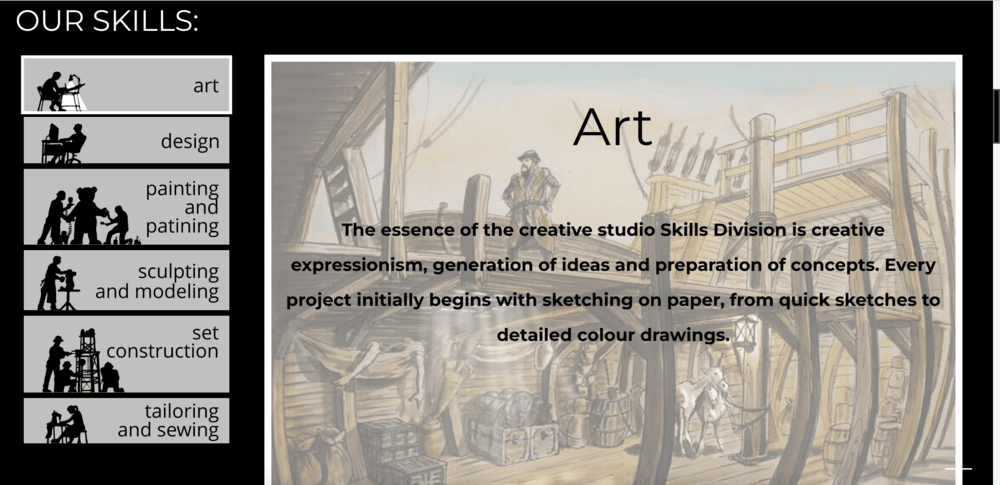 OUR SKILLS:
art
design
painting
and
patining
sculpting
and modeling
set
construction
tailoring
and sewing
Art
The essence of the creative studio Skills Division is creative
expressionism, generation of ideas and preparation of concepts. Every
project initially begins with sketching on paper, from quick sketches to
detailed colour drawings.